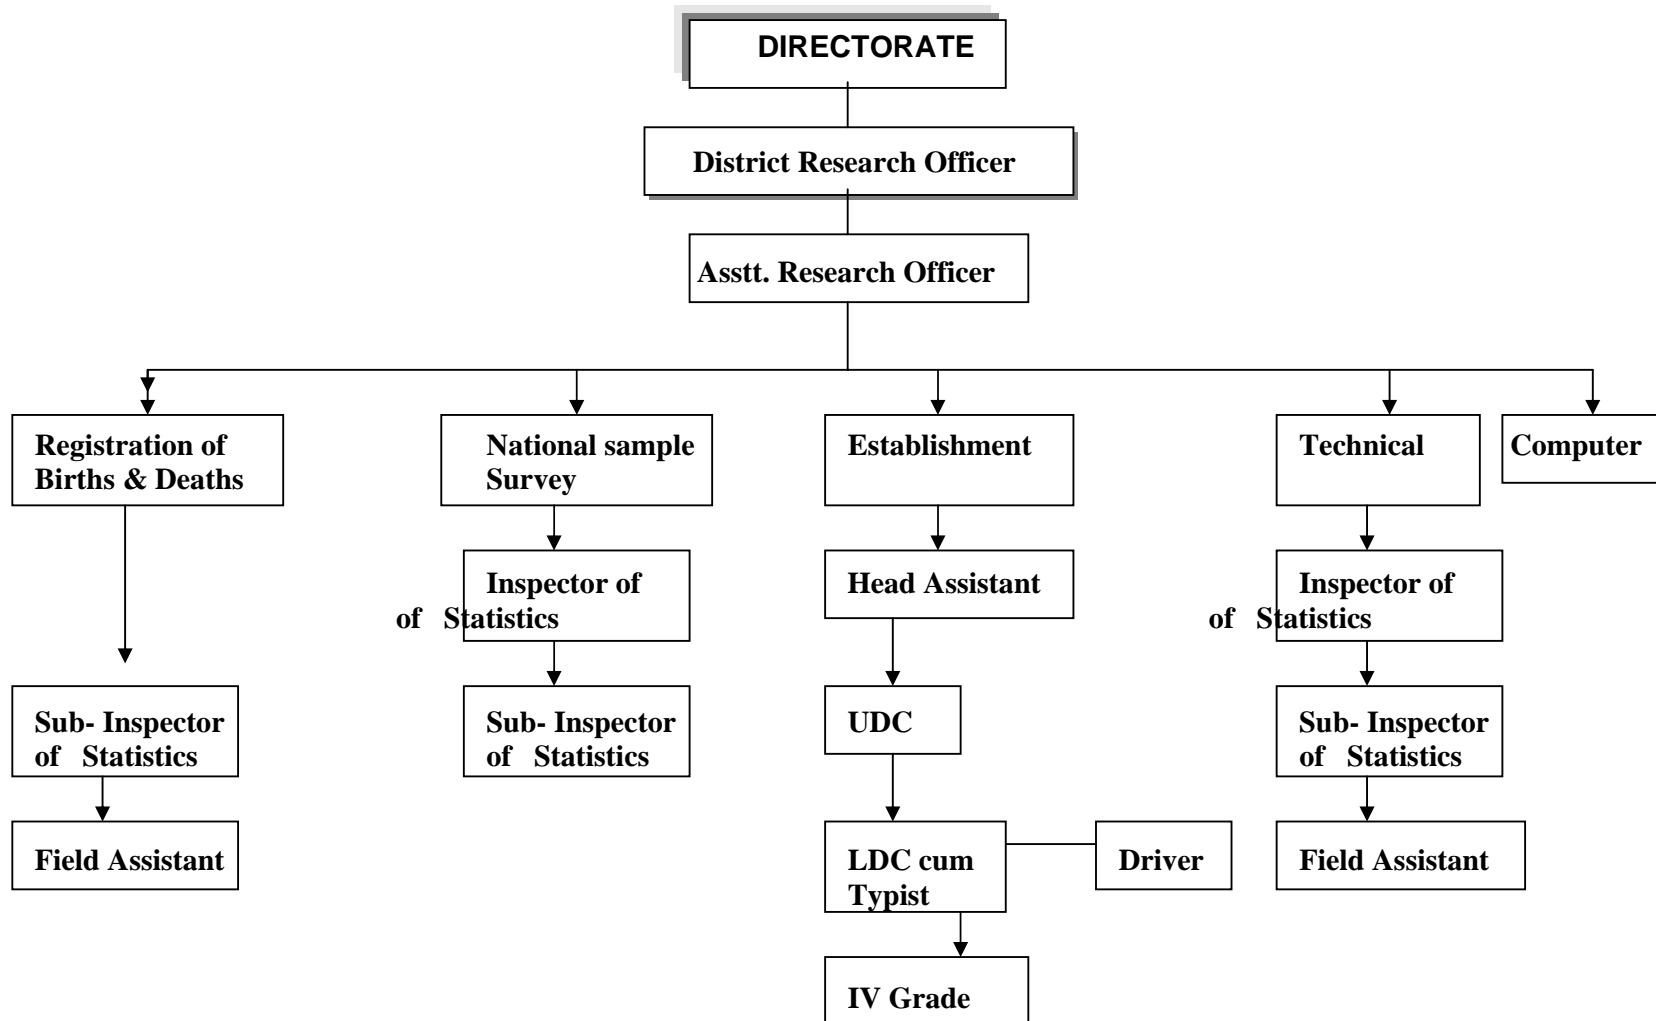 DIRECTORATE
District Research Officer
Asstt. Research Officer
Registration of
Births & Deaths
National sample
Survey
Establishment
Technical
Computer
Inspector of
of Statistics
Head Assistant
Inspector of
of Statistics
Sub- Inspector
of Statistics
Sub- Inspector
of Statistics
UDC
Sub- Inspector
of Statistics
Field Assistant
LDC cum
Typist
Driver
Field Assistant
IV Grade